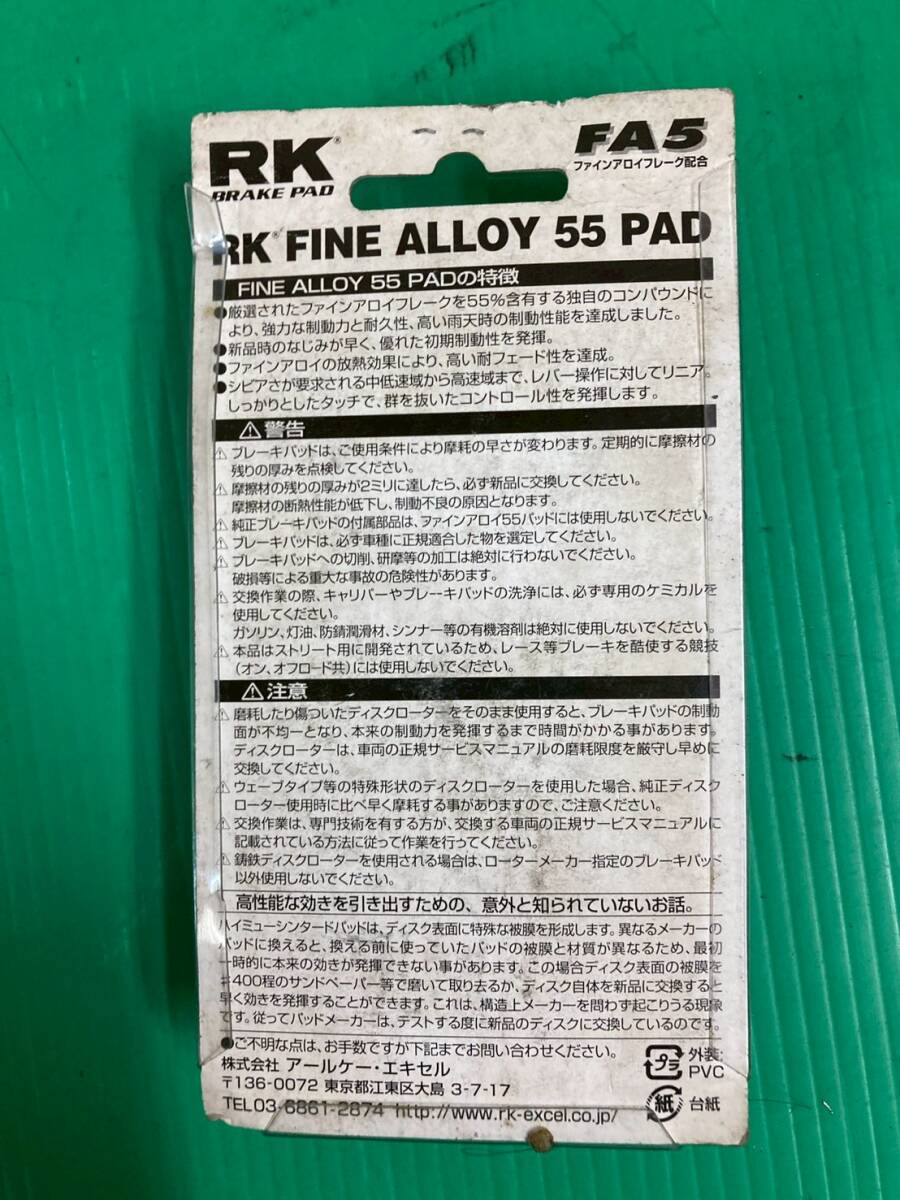 RK®
BRAKE PAD
FA5
ファインアロイフレーク配合
RK® FINE ALLOY 55 PAD
FINE ALLOY 55 PADの特徴
●厳選されたファインアロイフレークを55%含有する独自のコンパウンドに
より、強力な制動力と耐久性、高い雨天時の制動性能を達成しました。
●新品時のなじみが早く、優れた初期制動性を発揮。
●ファインアロイの放熱効果により、高い耐フェード性を達成。
●シビアさが要求される中低速域から高速域まで、レバー操作に対してリニア。
しっかりとしたタッチで、群を抜いたコントロール性を発揮します。
⚠警告
⚠ブレーキパッドは、ご使用条件により摩耗の早さが変わります。定期的に摩擦材の
残りの厚みを点検してください。
⚠摩擦材の残りの厚みが2ミリに達したら、必ず新品に交換してください。
摩擦材の断熱性能が低下し、制動不良の原因となります。
⚠純正ブレーキパッドの付属部品は、ファインアロイ55パッドには使用しないでください。
⚠ブレーキパッドは、必ず車種に正規適合した物を選定してください。
⚠ブレーキパッドへの切削、研摩等の加工は絶対に行わないでください。
破損等による重大な事故の危険性があります。
⚠交換作業の際、キャリパーやブレーキパッドの洗浄には、必ず専用のケミカルを
使用してください。
ガソリン、灯油、防錆潤滑材、シンナー等の有機溶剤は絶対に使用しないでください。
⚠本品はストリート用に開発されているため、レース等ブレーキを酷使する競技
(オン、オフロード共)には使用しないでください。
⚠注意
⚠磨耗したり傷ついたディスクローターをそのまま使用すると、ブレーキパッドの制動
面が不均一となり、本来の制動力を発揮するまで時間がかかる事があります。
ディスクローターは、車両の正規サービスマニュアルの磨耗限度を厳守し早めに
交換してください。
⚠ウェーブタイプ等の特殊形状のディスクローターを使用した場合、純正ディスク
ローター使用時に比べ早く摩耗する事がありますので、ご注意ください。
⚠交換作業は、専門技術を有する方が、交換する車両の正規サービスマニュアルに
記載されている方法に従って作業を行ってください。
⚠鋳鉄ディスクローターを使用される場合は、ローターメーカー指定のブレーキパッド
以外使用しないでください。
高性能な効きを引き出すための、意外と知られていないお話。
ハイミューシンタードパッドは、ディスク表面に特殊な被膜を形成します。異なるメーカーの
パッドに換えると、換える前に使っていたパッドの被膜と材質が異なるため、最初
一時的に本来の効きが発揮できない事があります。この場合ディスク表面の被膜を
#400程のサンドペーパー等で磨いて取り去るか、ディスク自体を新品に交換すると
早く効きを発揮することができます。これは、構造上メーカーを問わず起こりうる現象
です。従ってパッドメーカーは、テストする度に新品のディスクに交換しているのです。
●ご不明な点は、お手数ですが下記までお問い合わせください。
株式会社 アールケー・エキセル
〒136-0072 東京都江東区大島 3-7-17
TEL03-6861-2874 http://www.rk-excel.co.jp/
プラ
外装:
PVC
紙
台紙